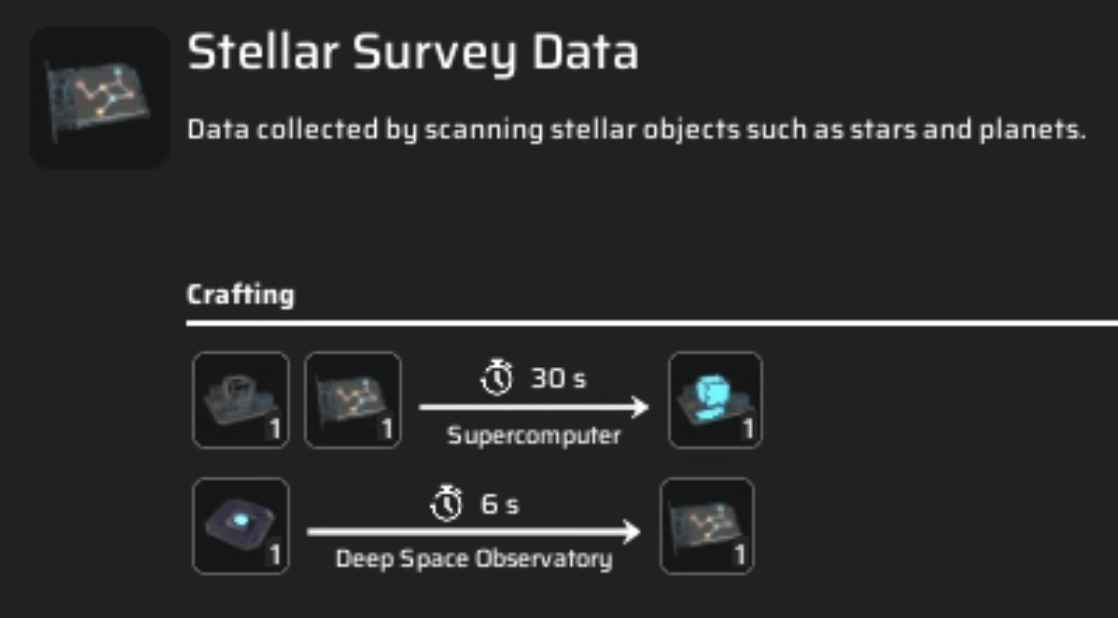 Stellar Survey Data
Data collected by scanning stellar objects such as stars and planets.
Crafting
30 s
1 1 Supercomputer 1
6 s
1 Deep Space Observatory 1